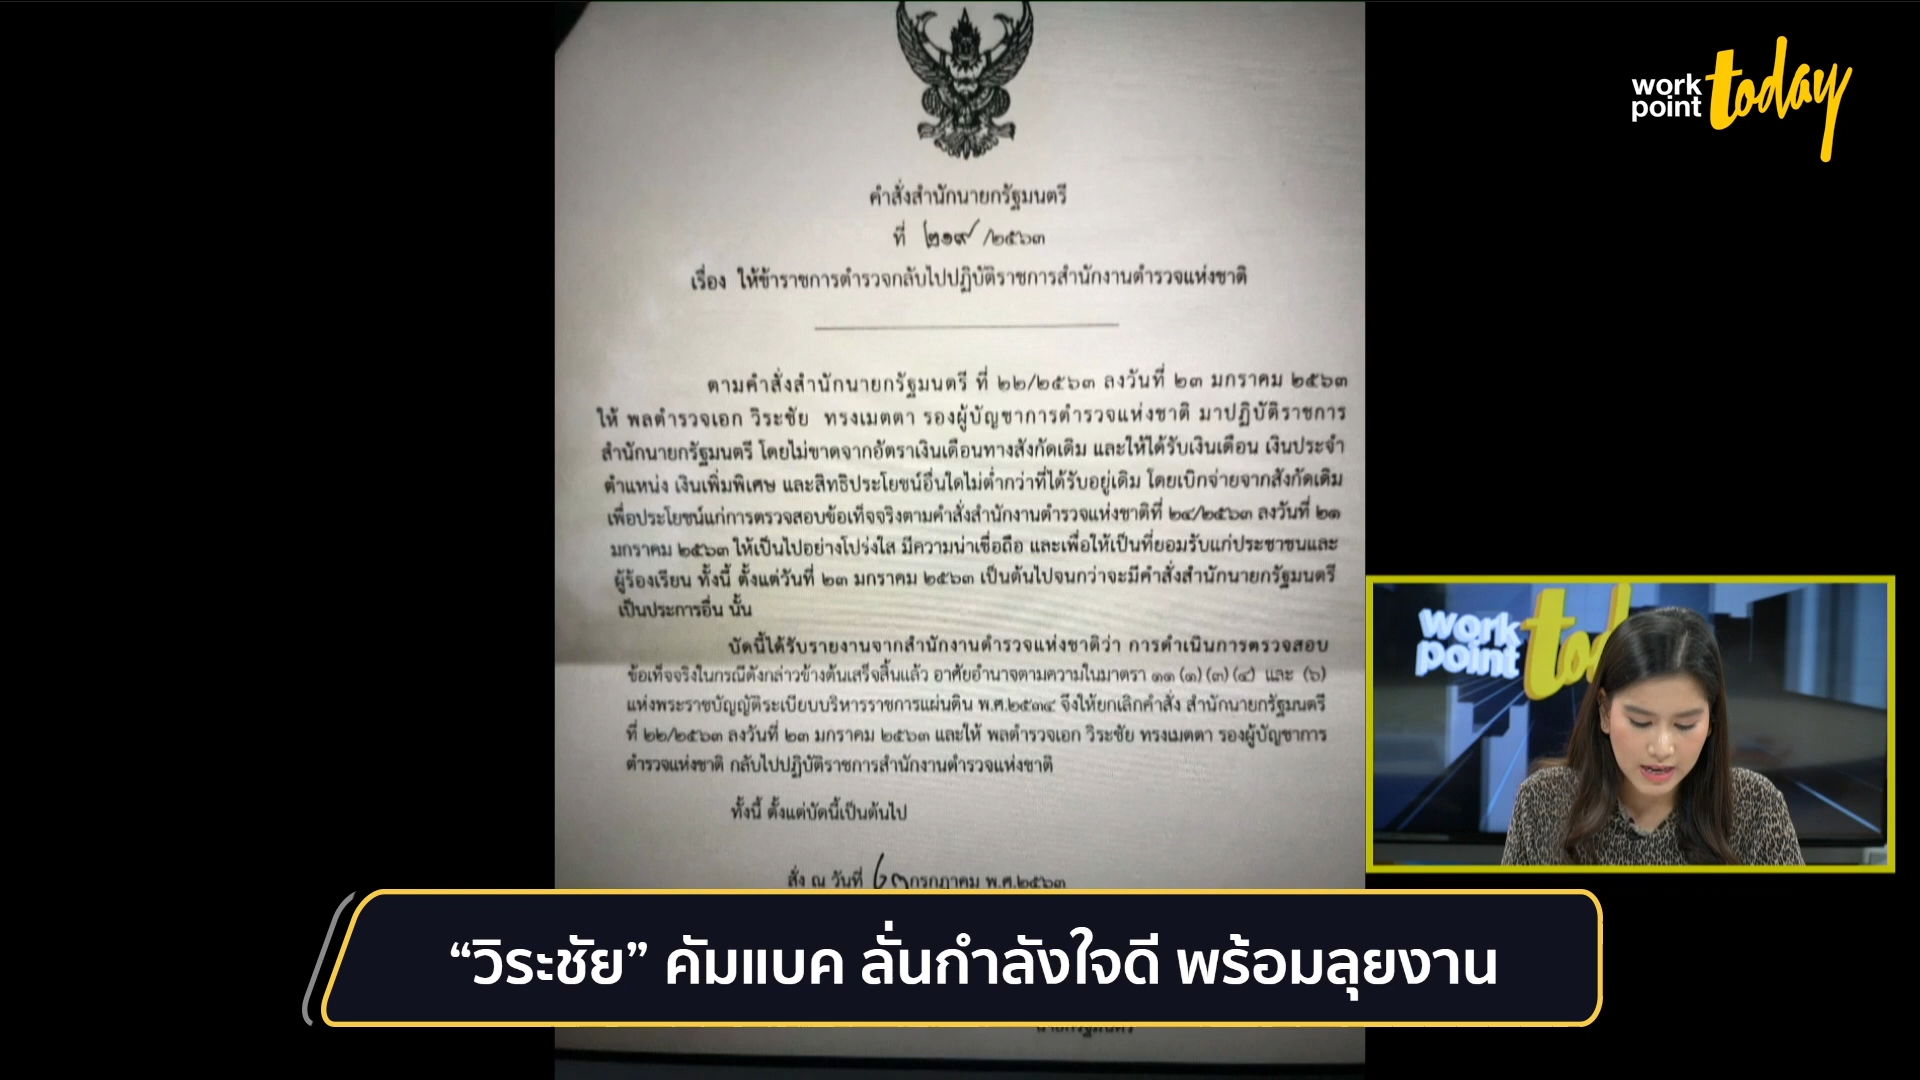 work
point today
คำสั่งสำนักนายกรัฐมนตรี
ที่ ๒๑๙ /๒๕๖๓
เรื่อง ให้ข้าราชการตำรวจกลับไปปฏิบัติราชการสำนักงานตำรวจแห่งชาติ
ตามคำสั่งสำนักนายกรัฐมนตรี ที่ ๒๒/๒๕๖๓ ลงวันที่ ๒๓ มกราคม ๒๕๖๓
ให้ พลตำรวจเอก วิระชัย ทรงเมตตา รองผู้บัญชาการตำรวจแห่งชาติ มาปฏิบัติราชการ
สำนักนายกรัฐมนตรี โดยไม่ขาดจากอัตราเงินเดือนทางสังกัดเดิม และให้ได้รับเงินเดือน เงินประจำ
ตำแหน่ง เงินเพิ่มพิเศษ และสิทธิประโยชน์อื่นใดไม่ต่ำกว่าที่ได้รับอยู่เดิม โดยเบิกจ่ายจากสังกัดเดิม
เพื่อประโยชน์แก่การตรวจสอบข้อเท็จจริงตามคำสั่งสำนักงานตำรวจแห่งชาติที่ ๒๔/๒๕๖๓ ลงวันที่ ๒๑
มกราคม ๒๕๖๓ ให้เป็นไปอย่างโปร่งใส มีความน่าเชื่อถือ และเพื่อให้เป็นที่ยอมรับแก่ประชาชนและ
ผู้ร้องเรียน ทั้งนี้ ตั้งแต่วันที่ ๒๓ มกราคม ๒๕๖๓ เป็นต้นไปจนกว่าจะมีคำสั่งสำนักนายกรัฐมนตรี
เป็นประการอื่น นั้น
บัดนี้ได้รับรายงานจากสำนักงานตำรวจแห่งชาติว่า การดำเนินการตรวจสอบ
ข้อเท็จจริงในกรณีดังกล่าวข้างต้นเสร็จสิ้นแล้ว อาศัยอำนาจตามความในมาตรา ๑๑ (๑) (๓) (๔) และ (๖)
แห่งพระราชบัญญัติระเบียบบริหารราชการแผ่นดิน พ.ศ.๒๕๓๔ จึงให้ยกเลิกคำสั่ง สำนักนายกรัฐมนตรี
ที่ ๒๒/๒๕๖๓ ลงวันที่ ๒๓ มกราคม ๒๕๖๓ และให้ พลตำรวจเอก วิระชัย ทรงเมตตา รองผู้บัญชาการ
ตำรวจแห่งชาติ กลับไปปฏิบัติราชการสำนักงานตำรวจแห่งชาติ
ทั้งนี้ ตั้งแต่บัดนี้เป็นต้นไป
สั่ง ณ วันที่ กรกฎาคม พ.ศ.๒๕๖๓
นายกรัฐมนตรี
work
point to
“วิระชัย” คัมแบค ลั่นกำลังใจดี พร้อมลุยงาน